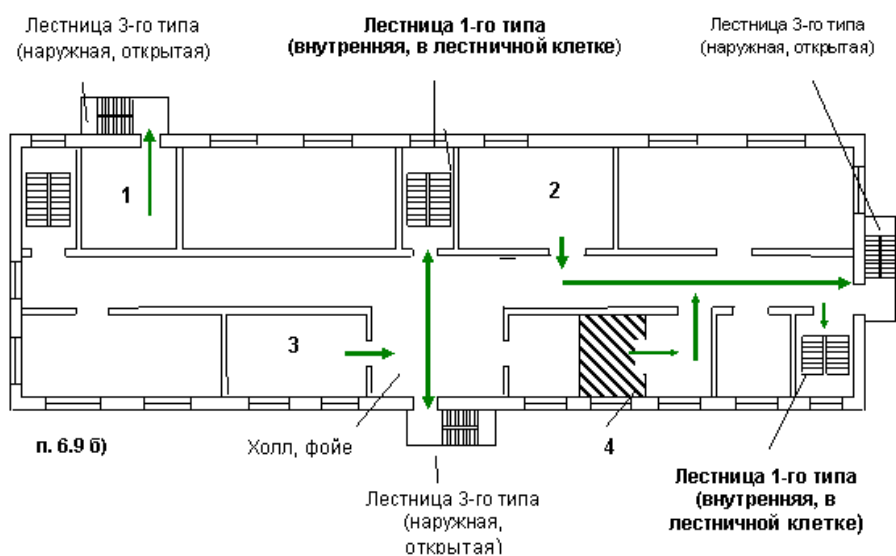 Лестница 3-го типа
(наружная, открытая)
Лестница 1-го типа
(внутренняя, в лестничной клетке)
Лестница 3-го типа
(наружная, открытая)
1
2
3
4
п. 6.9 б)
Холл, фойе
Лестница 3-го типа
(наружная,
открытая)
Лестница 1-го типа
(внутренняя, в
лестничной клетке)